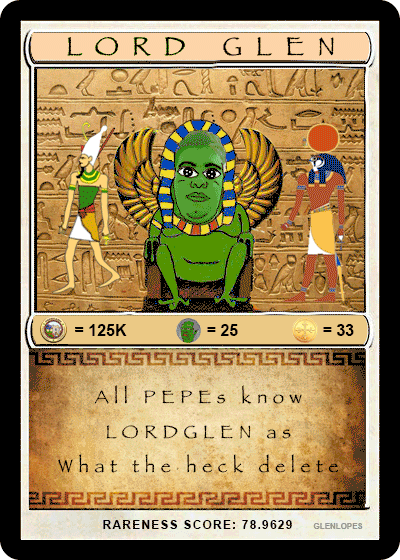 LORD GLEN
= 125K = 25 = 33
All PEPEs know
LORDGLEN as
What the heck delete
RARENESS SCORE: 78.9629 GLENLOPES